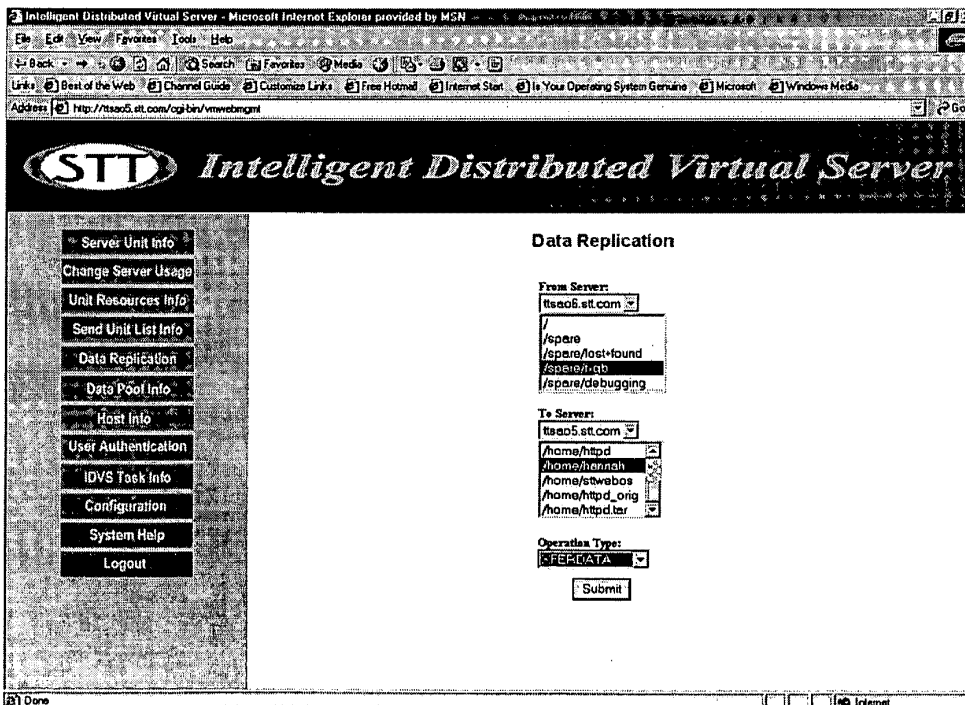 Intelligent Distributed Virtual Server - Microsoft Internet Explorer provided by MSN
File Edit View Favorites Tools Help
Back Search Favorites Media
Links Best of the Web Channel Guide Customize Links Free Hotmail Internet Start Is Your Operating System Genuine Microsoft Windows Media
Address http://ttsao5.stt.com/cgi-bin/vmwebmgmt Go
STT Intelligent Distributed Virtual Server
Server Unit Info
Change Server Usage
Unit Resources Info
Send Unit List Info
Data Replication
Data Pool Info
Host Info
User Authentication
IDVS Task Info
Configuration
System Help
Logout
Data Replication
From Server:
ttsao6.stt.com
/
/spare
/spare/lost+found
/spare/debugging
To Server:
ttsao5.stt.com
/home/httpd
/home/hannah
/home/sttwebos
/home/httpd_orig
/home/httpd.tar
Operation Type:
Submit
Done Internet